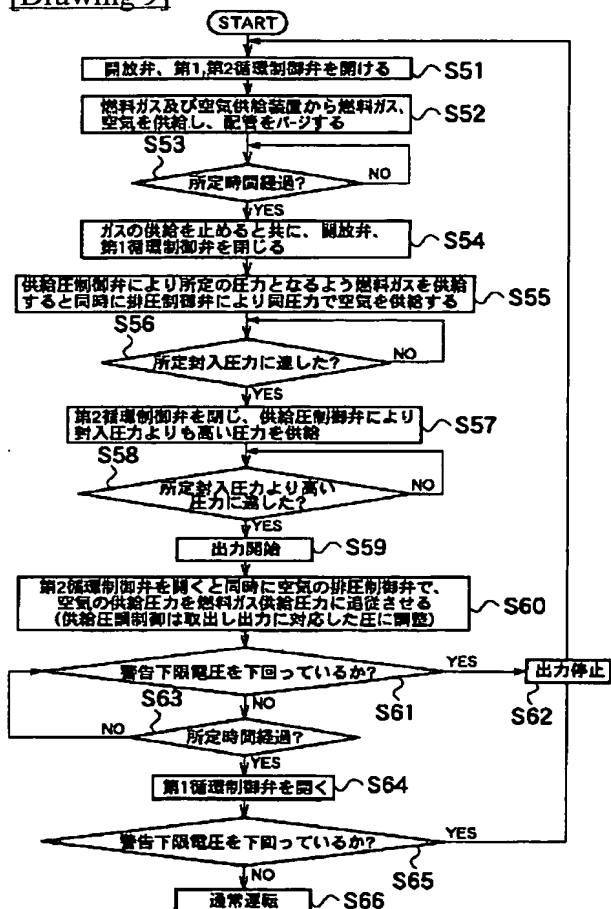 [Drawing 9]
START
開放弁、第1,第2循環制御弁を開ける
S51
燃料ガス及び空気供給装置から燃料ガス、
空気を供給し、配管をパージする
S52
S53
所定時間経過?
NO
YES
ガスの供給を止めると共に、開放弁、
第1循環制御弁を閉じる
S54
供給圧制御弁により所定の圧力となるよう燃料ガスを供給
すると同時に排圧制御弁により同圧力で空気を供給する
S55
S56
所定封入圧力に達した?
NO
YES
第2循環制御弁を閉じ、供給圧制御弁により
封入圧力よりも高い圧力を供給
S57
S58
所定封入圧力より高い
圧力に達した?
NO
YES
出力開始
S59
第2循環制御弁を開くと同時に空気の排圧制御弁で、
空気の供給圧力を燃料ガス供給圧力に追従させる
(供給圧調制御は取出し出力に対応した圧に調整)
S60
警告下限電圧を下回っているか?
YES
出力停止
S61
S62
NO
S63
所定時間経過?
NO
YES
第1循環制御弁を開く
S64
警告下限電圧を下回っているか?
YES
S65
NO
通常運転
S66